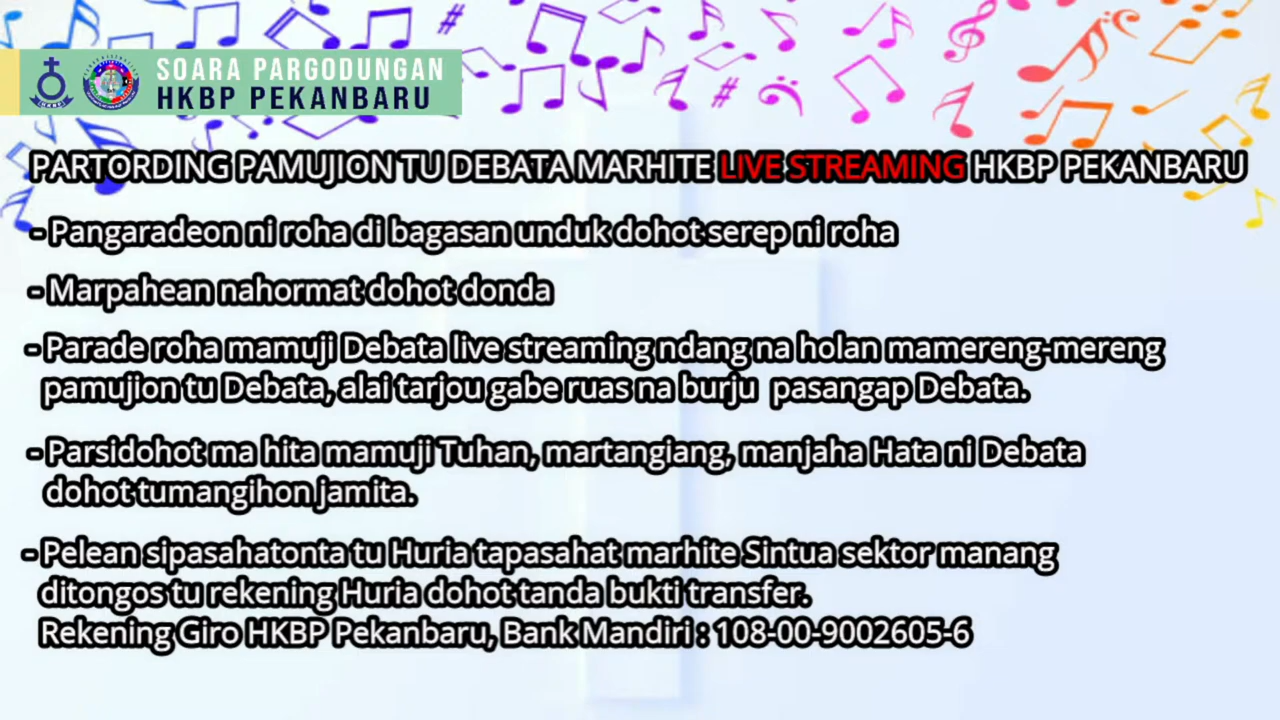 SOARA PARGODUNGAN
HKBP PEKANBARU
PARTORDING PAMUJION TU DEBATA MARHITE LIVE STREAMING HKBP PEKANBARU
- Pangaradeon ni roha di bagasan unduk dohot serep ni roha
- Marpahean nahormat dohot donda
- Parade roha mamuji Debata live streaming ndang na holan mamereng-mereng
pamujion tu Debata, alai tarjou gabe ruas na burju pasangap Debata.
- Parsidohot ma hita mamuji Tuhan, martangiang, manjaha Hata ni Debata
dohot tumangihon jamita.
- Pelean sipasahatonta tu Huria tapasahat marhite Sintua sektor manang
ditongos tu rekening Huria dohot tanda bukti transfer.
Rekening Giro HKBP Pekanbaru, Bank Mandiri : 108-00-9002605-6